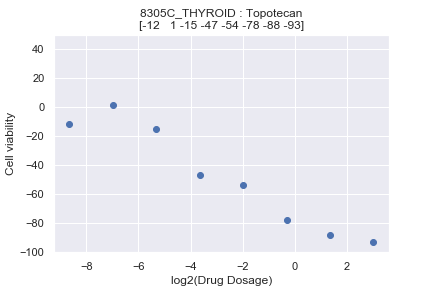 8305C_THYROID : Topotecan
[-12 1 -15 -47 -54 -78 -88 -93]
40
20
0
−20
−40
−60
−80
−100
Cell viability
−8 −6 −4 −2 0 2
log2(Drug Dosage)